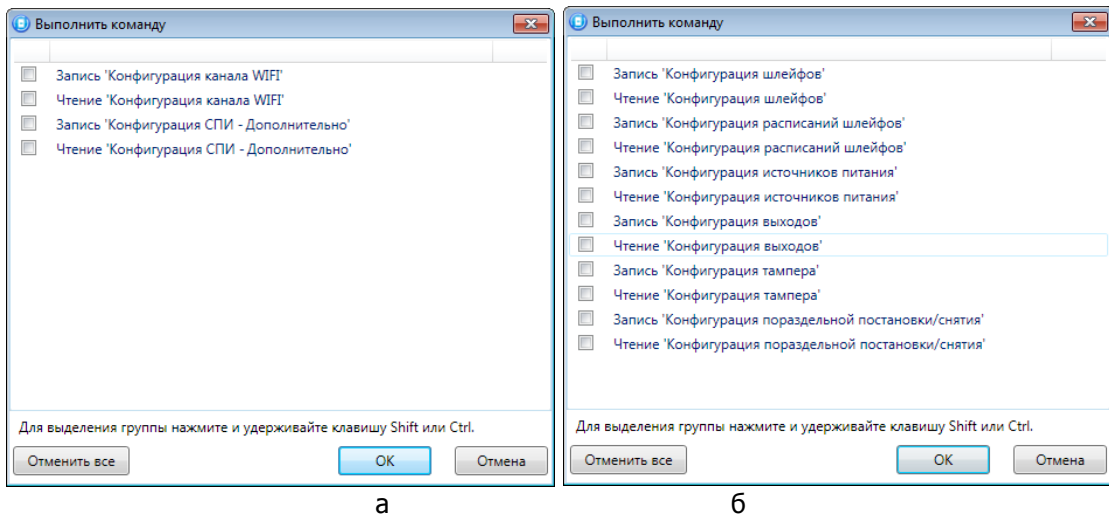 Выполнить команду
Запись 'Конфигурация канала WIFI'
Чтение 'Конфигурация канала WIFI'
Запись 'Конфигурация СПИ - Дополнительно'
Чтение 'Конфигурация СПИ - Дополнительно'
Для выделения группы нажмите и удерживайте клавишу Shift или Ctrl.
Отменить все
OK
Отмена
а
Выполнить команду
Запись 'Конфигурация шлейфов'
Чтение 'Конфигурация шлейфов'
Запись 'Конфигурация расписаний шлейфов'
Чтение 'Конфигурация расписаний шлейфов'
Запись 'Конфигурация источников питания'
Чтение 'Конфигурация источников питания'
Запись 'Конфигурация выходов'
Чтение 'Конфигурация выходов'
Запись 'Конфигурация тампера'
Чтение 'Конфигурация тампера'
Запись 'Конфигурация пораздельной постановки/снятия'
Чтение 'Конфигурация пораздельной постановки/снятия'
Для выделения группы нажмите и удерживайте клавишу Shift или Ctrl.
Отменить все
OK
Отмена
б